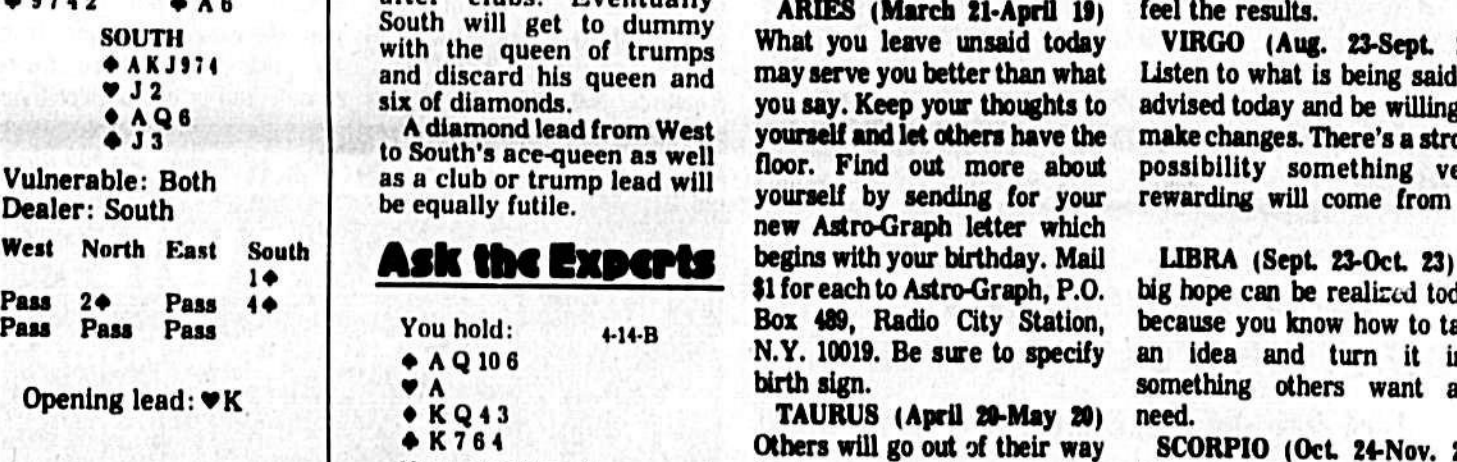 ♠ 9 7 4 2 ♣ A 6
SOUTH
♠ A K J 9 7 4
♥ J 2
♦ A Q 6
♣ J 3
Vulnerable: Both
Dealer: South
West North East South
1♠
Pass 2♠ Pass 4♠
Pass Pass Pass
Opening lead: ♥K
after clubs. Eventually
South will get to dummy
with the queen of trumps
and discard his queen and
six of diamonds.
A diamond lead from West
to South's ace-queen as well
as a club or trump lead will
be equally futile.
Ask the Experts
You hold: 4-14-B
♠ A Q 10 6
♥ A
♦ K Q 4 3
♣ K 7 6 4
ARIES (March 21-April 19)
What you leave unsaid today
may serve you better than what
you say. Keep your thoughts to
yourself and let others have the
floor. Find out more about
yourself by sending for your
new Astro-Graph letter which
begins with your birthday. Mail
$1 for each to Astro-Graph, P.O.
Box 489, Radio City Station,
N.Y. 10019. Be sure to specify
birth sign.
TAURUS (April 20-May 20)
Others will go out of their way
feel the results.
VIRGO (Aug. 23-Sept.
Listen to what is being said
advised today and be willing
make changes. There's a stro
possibility something ve
rewarding will come from
LIBRA (Sept. 23-Oct. 23)
big hope can be realized tod
because you know how to ta
an idea and turn it i
something others want a
need.
SCORPIO (Oct. 24-Nov. 2